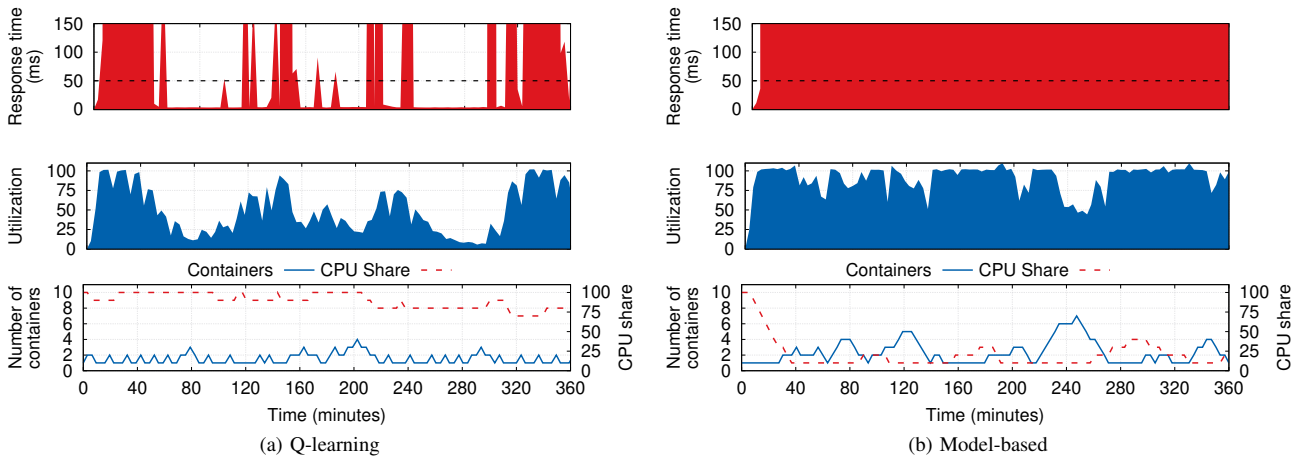 Response time
(ms)
150
100
50
0
Utilization
100
75
50
25
0
Containers
CPU Share
Number of
containers
10
8
6
4
2
0
100
75
50
25
0
CPU share
0 40 80 120 160 200 240 280 320 360
Time (minutes)
(a) Q-learning
Response time
(ms)
150
100
50
0
Utilization
100
75
50
25
0
Containers
CPU Share
Number of
containers
10
8
6
4
2
0
100
75
50
25
0
CPU share
0 40 80 120 160 200 240 280 320 360
Time (minutes)
(b) Model-based